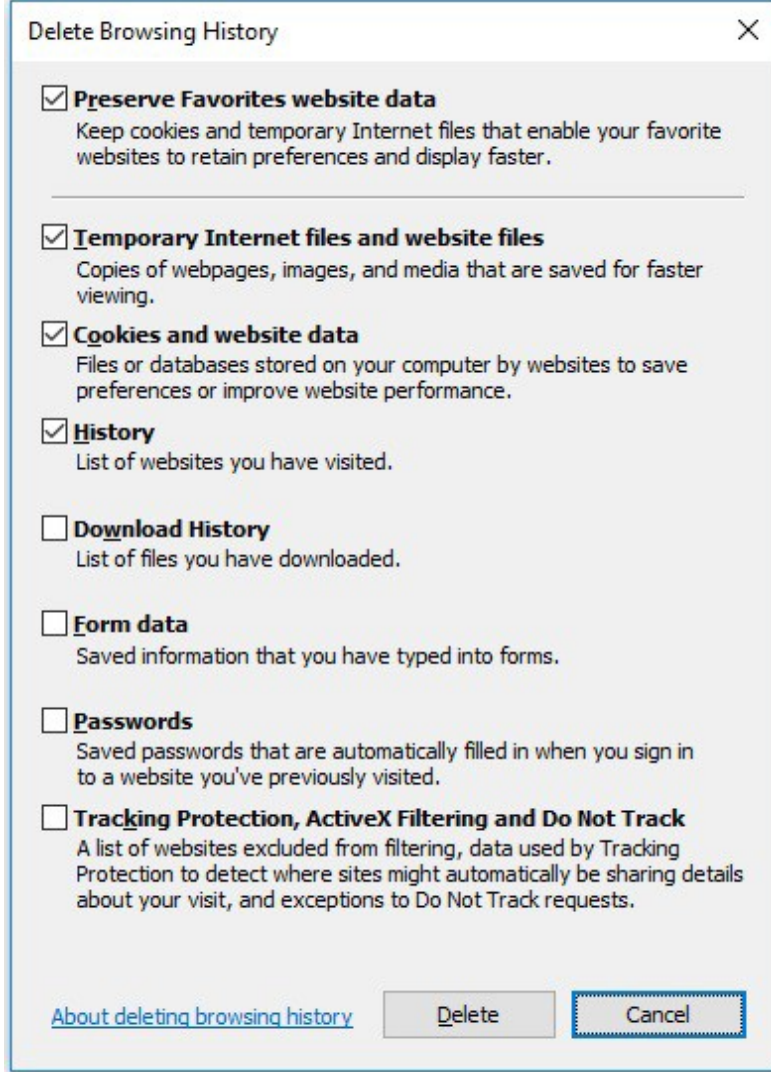 Delete Browsing History
Preserve Favorites website data
Keep cookies and temporary Internet files that enable your favorite
websites to retain preferences and display faster.
Temporary Internet files and website files
Copies of webpages, images, and media that are saved for faster
viewing.
Cookies and website data
Files or databases stored on your computer by websites to save
preferences or improve website performance.
History
List of websites you have visited.
Download History
List of files you have downloaded.
Form data
Saved information that you have typed into forms.
Passwords
Saved passwords that are automatically filled in when you sign in
to a website you've previously visited.
Tracking Protection, ActiveX Filtering and Do Not Track
A list of websites excluded from filtering, data used by Tracking
Protection to detect where sites might automatically be sharing details
about your visit, and exceptions to Do Not Track requests.
About deleting browsing history Delete Cancel